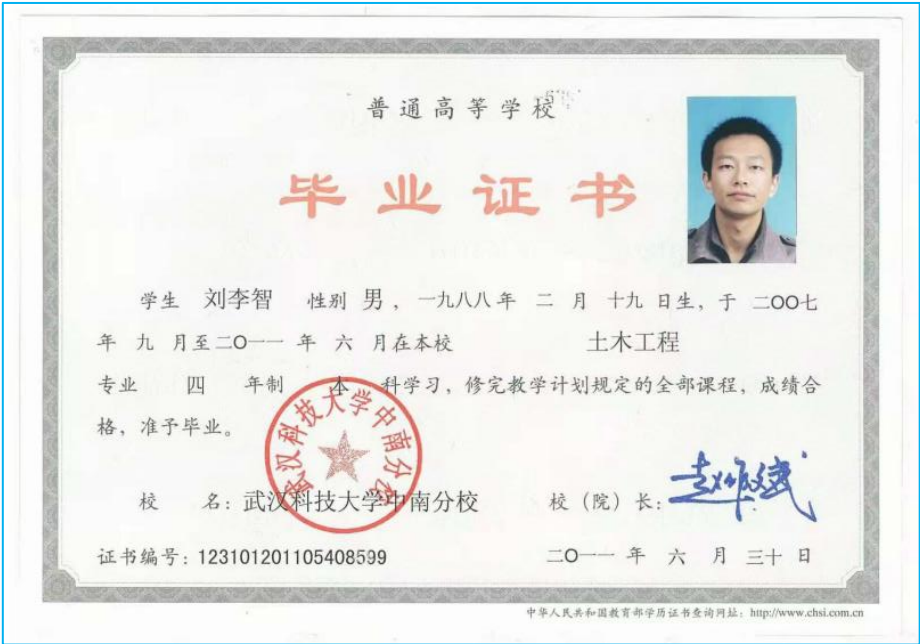 普通高等学校
毕业证书
学生 刘李智 性别 男，一九八八年 二 月 十九 日生，于 二〇〇七
年 九 月至二〇一一 年 六 月在本校 土木工程
专业 四 年制 本 科学习，修完教学计划规定的全部课程，成绩合
格，准予毕业。
武汉科技大学中南分校
校 名：武汉科技大学中南分校 校（院）长：
证书编号：123101201105408599 二〇一一 年 六 月 三十 日
中华人民共和国教育部学历证书查询网址：http://www.chsi.com.cn